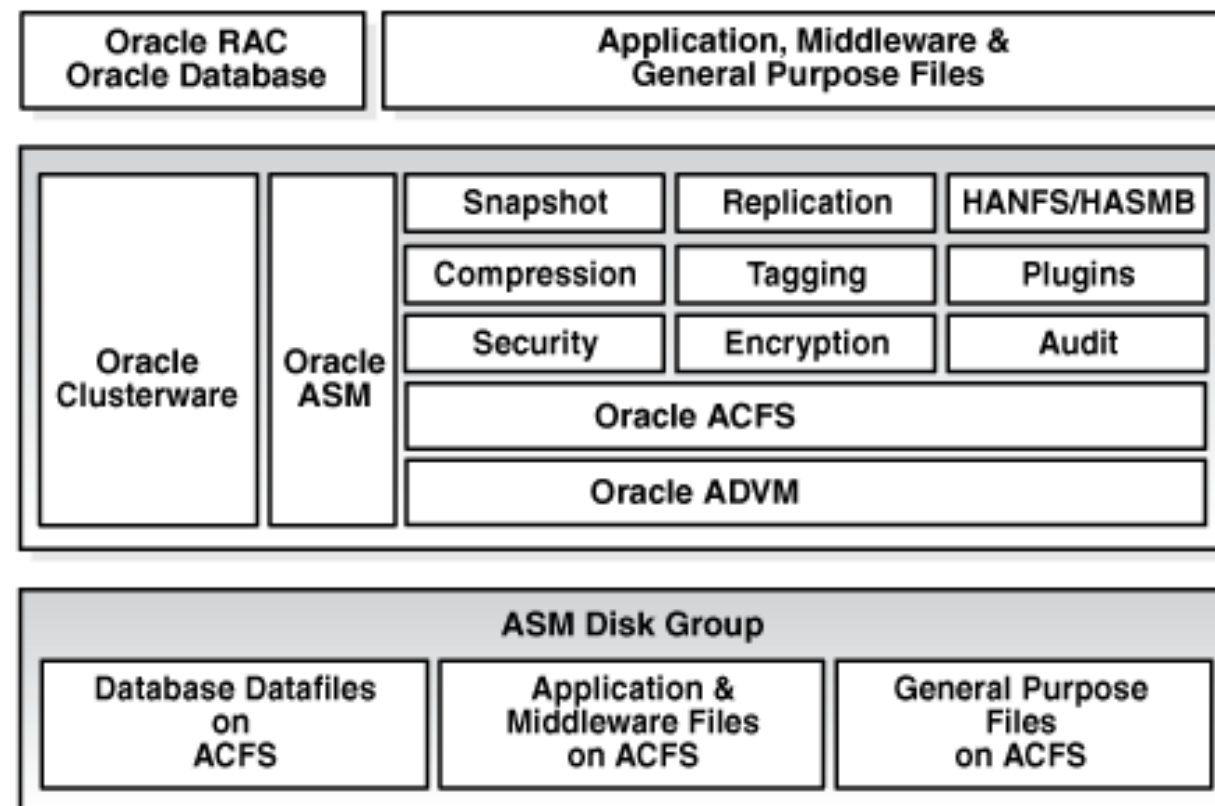 Oracle RAC
Oracle Database
Application, Middleware &
General Purpose Files
Oracle
Clusterware
Oracle
ASM
Snapshot
Replication
HANFS/HASMB
Compression
Tagging
Plugins
Security
Encryption
Audit
Oracle ACFS
Oracle ADVM
ASM Disk Group
Database Datafiles
on
ACFS
Application &
Middleware Files
on ACFS
General Purpose
Files
on ACFS